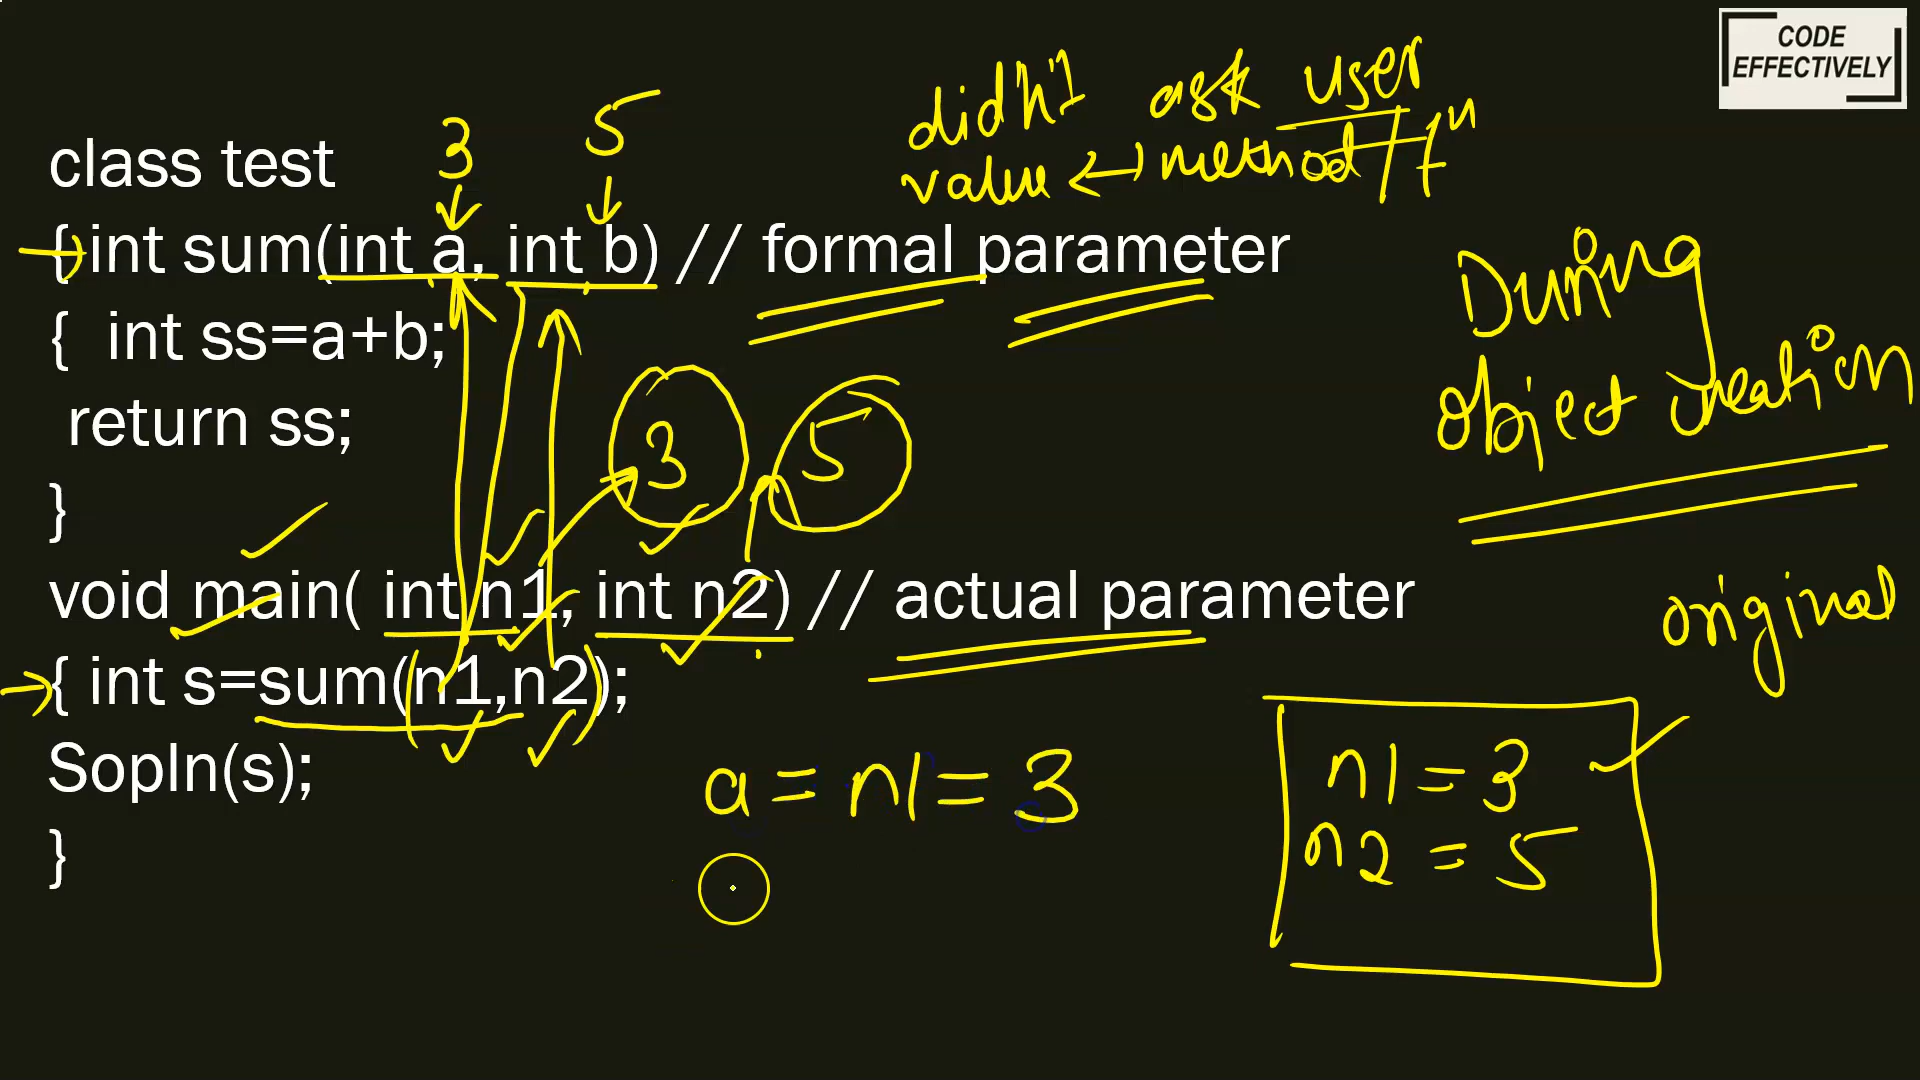 CODE
EFFECTIVELY
didn't ask user
value ↔ method / fⁿ
3 5
class test
{ int sum(int a, int b) // formal parameter
{ int ss=a+b;
return ss;
}
During
object creation
3 5
void main( int n1, int n2) // actual parameter
original
{ int s=sum(n1,n2);
Sopln(s);
}
a = n1 = 3
n1 = 3
n2 = 5